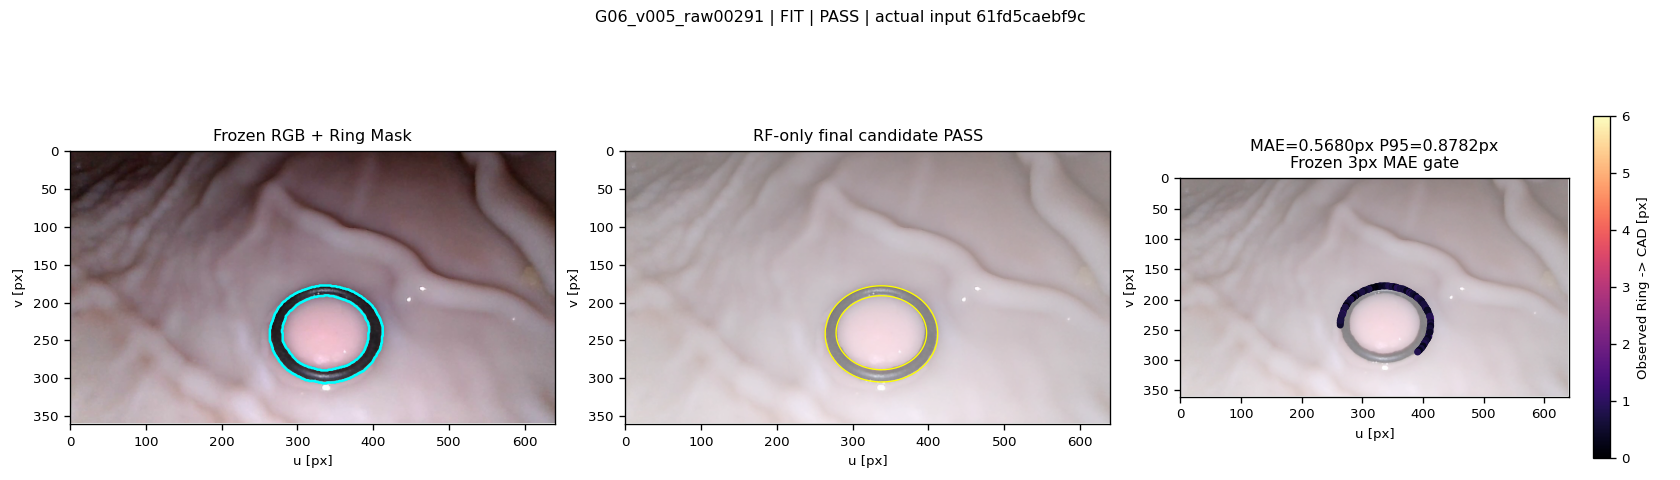 G06_v005_raw00291 | FIT | PASS | actual input 61fd5caebf9c
Frozen RGB + Ring Mask
0
50
100
150
200
250
300
350
v [px]
0 100 200 300 400 500 600
u [px]
RF-only final candidate PASS
0
50
100
150
200
250
300
350
v [px]
0 100 200 300 400 500 600
u [px]
MAE=0.5680px P95=0.8782px
Frozen 3px MAE gate
0
50
100
150
200
250
300
350
v [px]
0 100 200 300 400 500 600
u [px]
6
5
4
3
2
1
0
Observed Ring -> CAD [px]